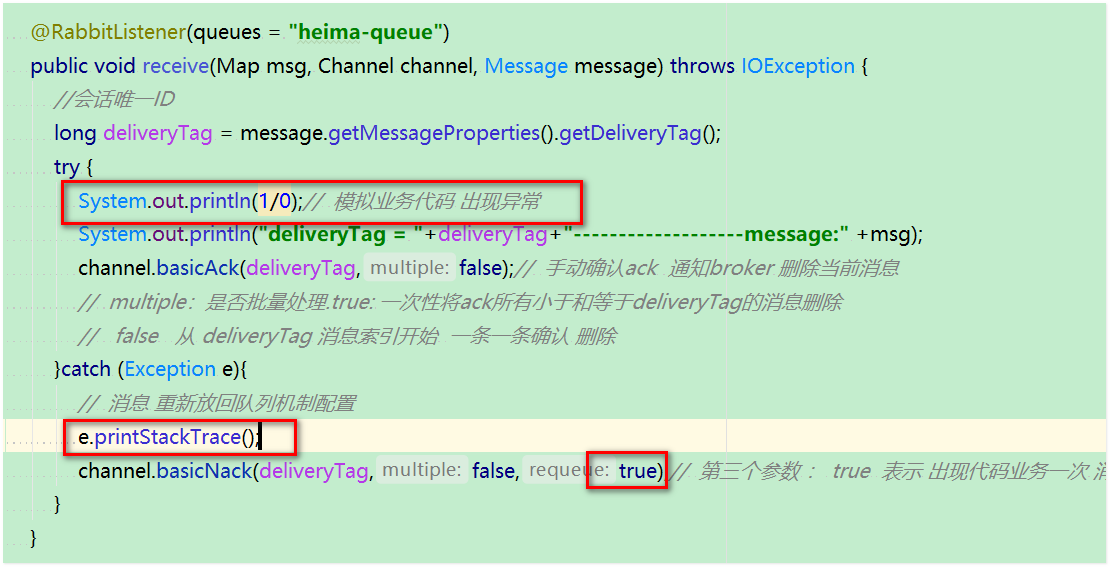 @RabbitListener(queues = "heima-queue")
public void receive(Map msg, Channel channel, Message message) throws IOException {
//会话唯一ID
long deliveryTag = message.getMessageProperties().getDeliveryTag();
try {
System.out.println(1/0);// 模拟业务代码 出现异常
System.out.println("deliveryTag = "+deliveryTag+"-------------------message:" +msg);
channel.basicAck(deliveryTag, multiple: false);// 手动确认ack 通知broker 删除当前消息
// multiple：是否批量处理.true: 一次性将ack所有小于和等于deliveryTag的消息删除
// false 从 deliveryTag 消息索引开始 一条一条确认 删除
}catch (Exception e){
// 消息 重新放回队列机制配置
e.printStackTrace();
channel.basicNack(deliveryTag, multiple: false, requeue: true) // 第三个参数 ： true 表示 出现代码业务一次
}
}